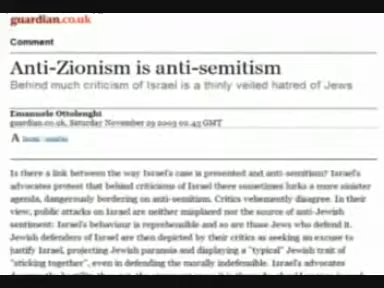 guardian.co.uk
Comment
Anti-Zionism is anti-semitism
Behind much criticism of Israel is a thinly veiled hatred of Jews
Emanuele Ottolenghi
guardian.co.uk, Saturday November 29 2003 02.43 GMT
A
Is there a link between the way Israel's case is presented and anti-semitism? Israel's
advocates protest that behind criticisms of Israel there sometimes lurks a more sinister
agenda, dangerously bordering on anti-semitism. Critics vehemently disagree. In their
view, public attacks on Israel are neither misplaced nor the source of anti-Jewish
sentiment: Israel's behaviour is reprehensible and so are those Jews who defend it.
Jewish defenders of Israel are then depicted by their critics as seeking an excuse to
justify Israel, projecting Jewish paranoia and displaying a "typical" Jewish trait of
"sticking together", even in defending the morally indefensible. Israel's advocates